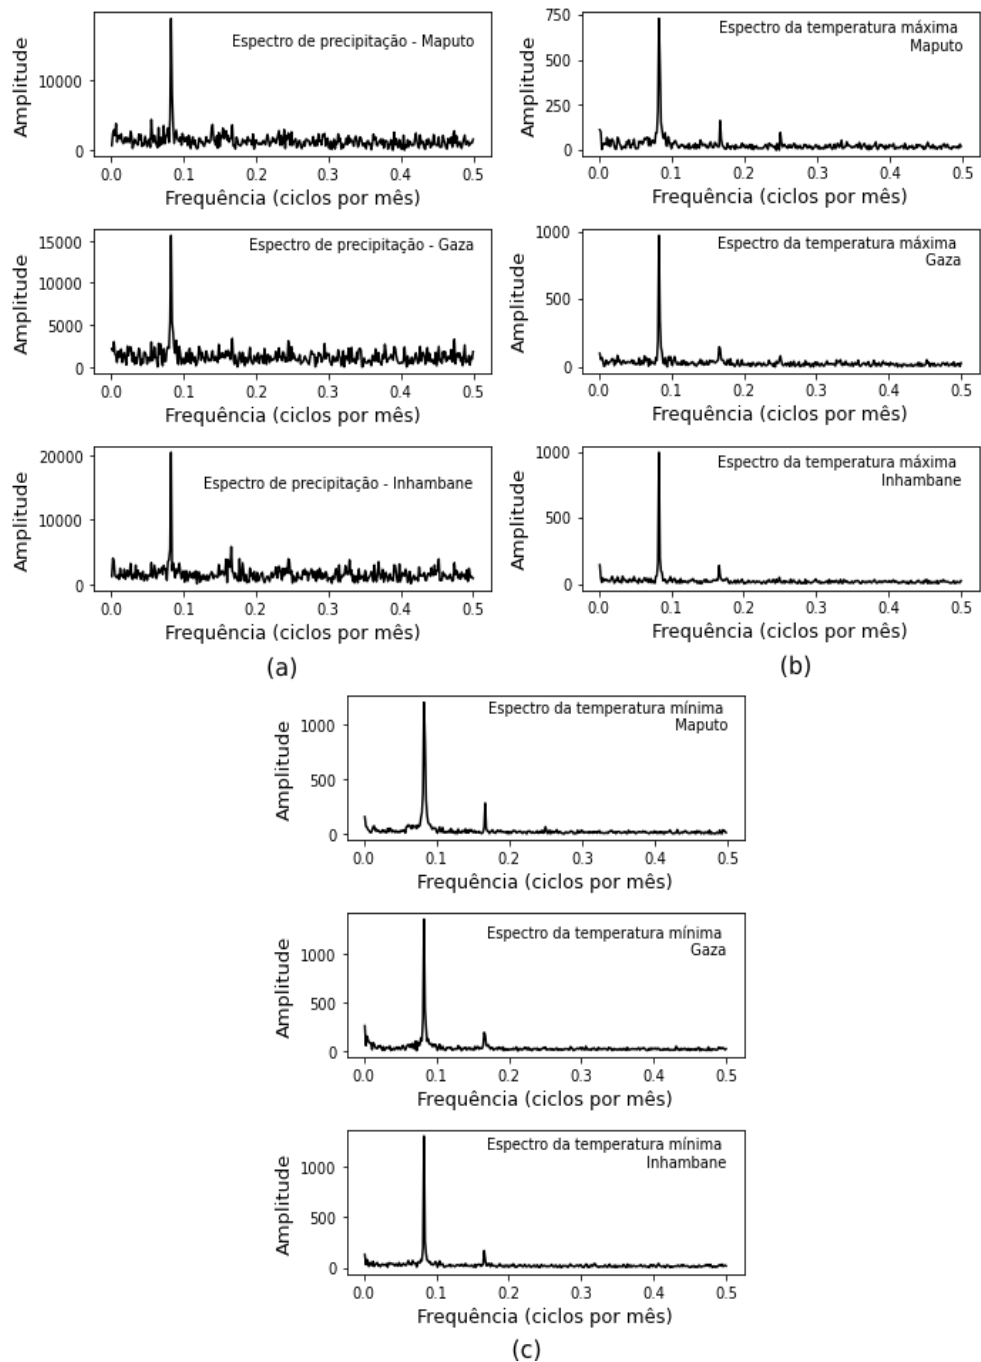 Espectro de precipitação - Maputo
Amplitude
10000
0
0.0 0.1 0.2 0.3 0.4 0.5
Frequência (ciclos por mês)
Espectro de precipitação - Gaza
Amplitude
15000
10000
5000
0
0.0 0.1 0.2 0.3 0.4 0.5
Frequência (ciclos por mês)
Espectro de precipitação - Inhambane
Amplitude
20000
10000
0
0.0 0.1 0.2 0.3 0.4 0.5
Frequência (ciclos por mês)
(a)
Espectro da temperatura máxima
Maputo
Amplitude
750
500
250
0
0.0 0.1 0.2 0.3 0.4 0.5
Frequência (ciclos por mês)
Espectro da temperatura máxima
Gaza
Amplitude
1000
500
0
0.0 0.1 0.2 0.3 0.4 0.5
Frequência (ciclos por mês)
Espectro da temperatura máxima
Inhambane
Amplitude
1000
500
0
0.0 0.1 0.2 0.3 0.4 0.5
Frequência (ciclos por mês)
(b)
Espectro da temperatura mínima
Maputo
Amplitude
1000
500
0
0.0 0.1 0.2 0.3 0.4 0.5
Frequência (ciclos por mês)
Espectro da temperatura mínima
Gaza
Amplitude
1000
500
0
0.0 0.1 0.2 0.3 0.4 0.5
Frequência (ciclos por mês)
Espectro da temperatura mínima
Inhambane
Amplitude
1000
500
0
0.0 0.1 0.2 0.3 0.4 0.5
Frequência (ciclos por mês)
(c)